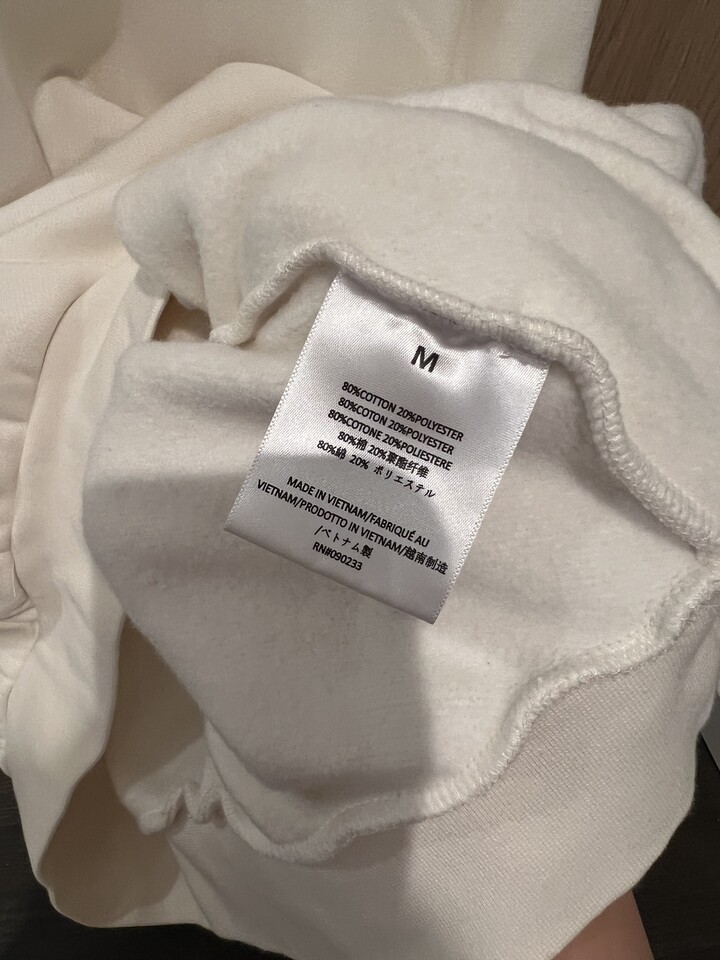 M
80%COTTON 20%POLYESTER
80%COTON 20%POLYESTER
80%COTONE 20%POLIESTERE
80%棉 20%聚酯纤维
80%綿 20% ポリエステル
MADE IN VIETNAM/FABRIQUÉ AU
VIETNAM/PRODOTTO IN VIETNAM/越南制造
/ベトナム製
RN#090233